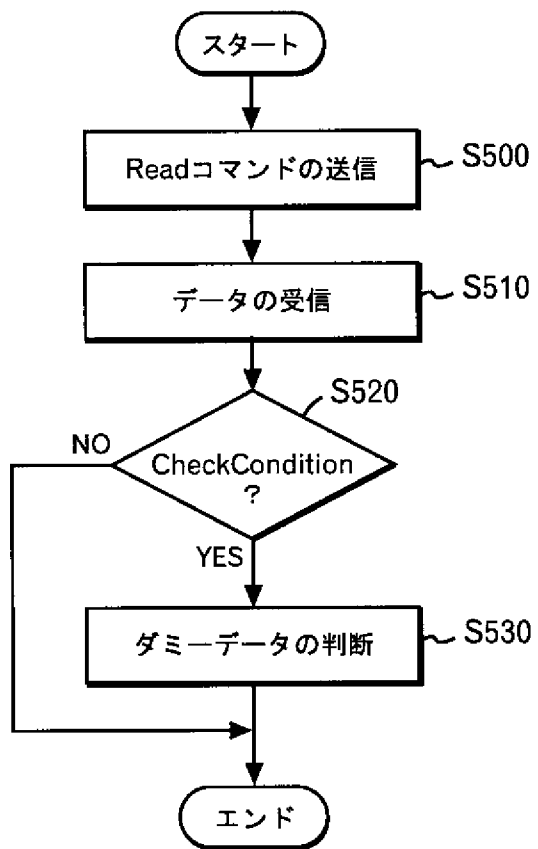 スタート
Readコマンドの送信
S500
データの受信
S510
S520
NO
CheckCondition
?
YES
ダミーデータの判断
S530
エンド